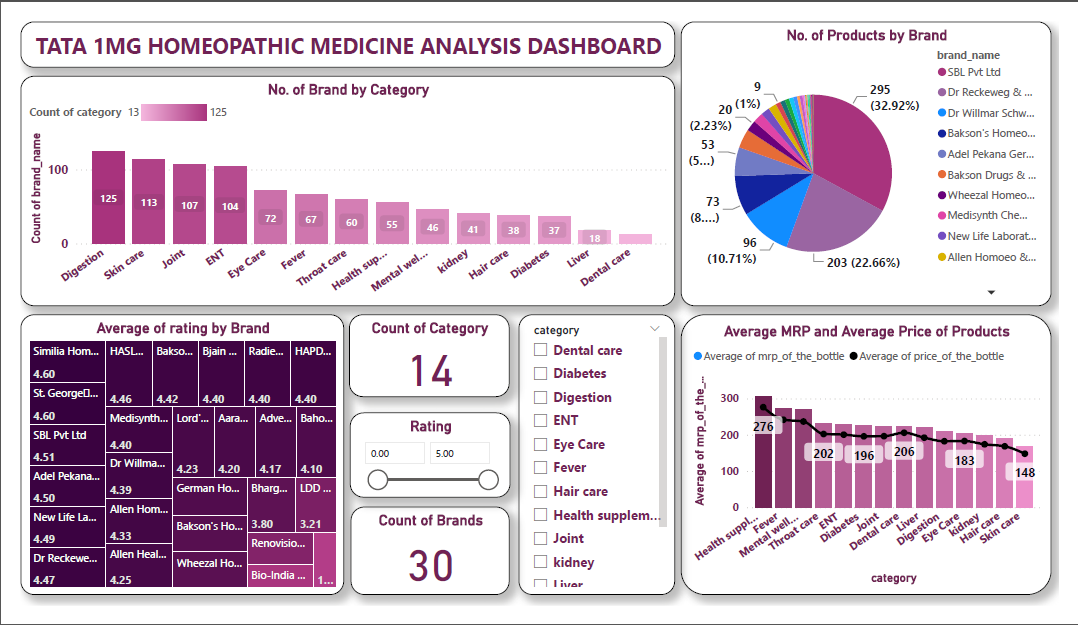 TATA 1MG HOMEOPATHIC MEDICINE ANALYSIS DASHBOARD
No. of Brand by Category
Count of category 13 125
Count of brand_name
100
0
125
113
107
104
72
67
60
55
46
41
38
37
18
Digestion
Skin care
Joint
ENT
Eye Care
Fever
Throat care
Health sup...
Mental wel...
kidney
Hair care
Diabetes
Liver
Dental care
No. of Products by Brand
295
(32.92%)
203 (22.66%)
96
(10.71%)
73
(8....)
53
(5...)
20
(2.23%)
9
(1%)
brand_name
SBL Pvt Ltd
Dr Reckeweg & ...
Dr Willmar Schw...
Bakson's Homeo...
Adel Pekana Ger...
Bakson Drugs & ...
Wheezal Homeo...
Medisynth Che...
New Life Laborat...
Allen Homoeo &...
Average of rating by Brand
Similia Hom...
4.60
St. George...
4.60
SBL Pvt Ltd
4.51
Adel Pekana...
4.50
New Life La...
4.49
Dr Reckewe...
4.47
HASL...
4.46
Bakso...
4.42
Bjain ...
4.40
Radie...
4.40
HAPD...
4.40
Medisynth...
4.40
Dr Willma...
4.39
Allen Hom...
4.33
Allen Heal...
4.25
Lord'...
4.23
Aara...
4.20
Adve...
4.17
Baho...
4.10
German Ho...
Bakson's Ho...
Wheezal Ho...
Bharg...
3.80
LDD ...
3.21
Renovisio...
Bio-India ...
1...
Count of Category
14
Rating
0.00 5.00
Count of Brands
30
category
Dental care
Diabetes
Digestion
ENT
Eye Care
Fever
Hair care
Health supplem...
Joint
kidney
Liver
Average MRP and Average Price of Products
Average of mrp_of_the_bottle Average of price_of_the_bottle
Average of mrp_of_the_...
300
200
100
0
276
202
196
206
183
148
Health suppl...
Fever
Mental well...
Throat care
ENT
Diabetes
Joint
Dental care
Liver
Digestion
Eye Care
kidney
Hair care
Skin care
category